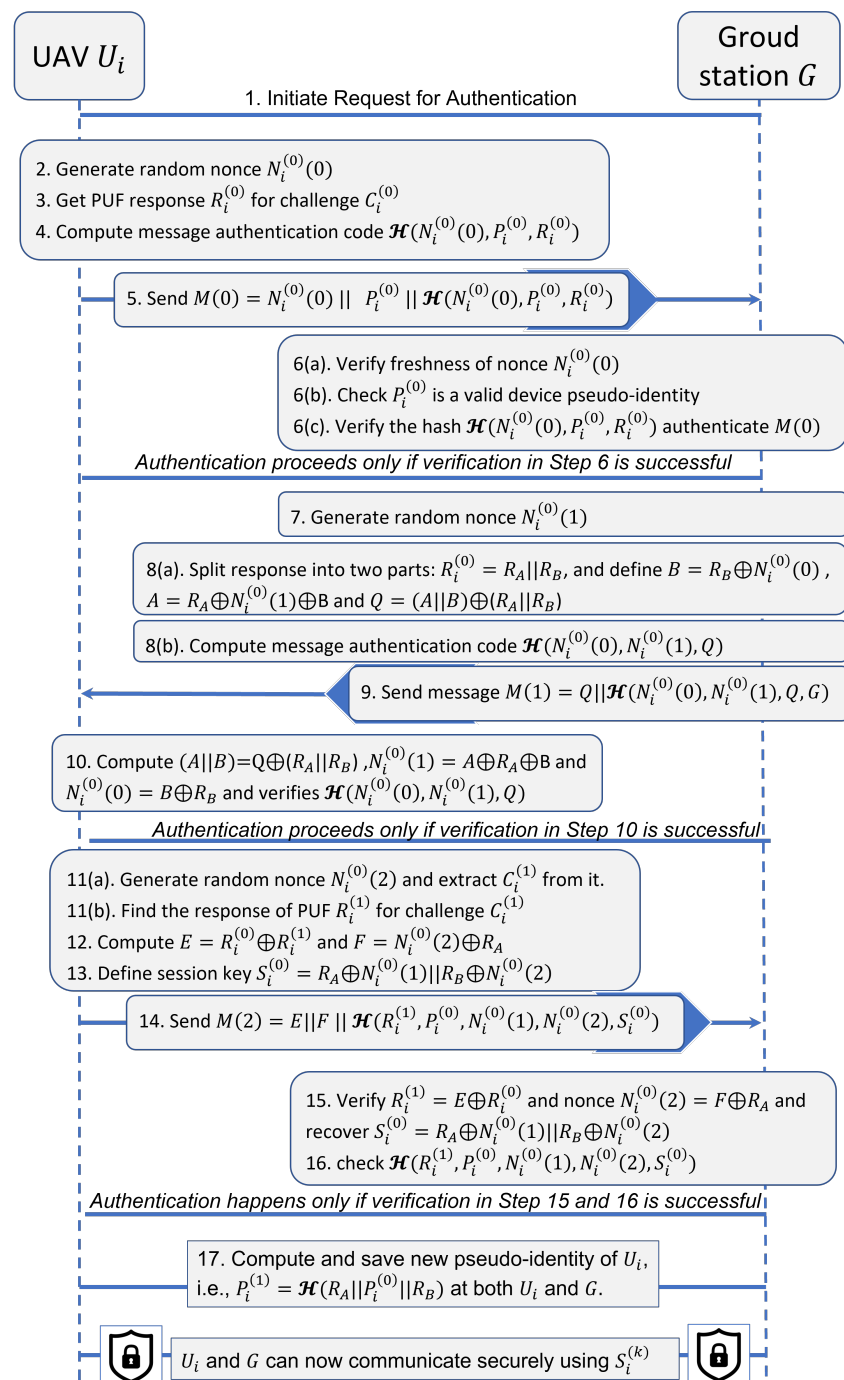 UAV 𝑈ᵢ
Groud
station 𝐺
1. Initiate Request for Authentication
2. Generate random nonce $N_i^{(0)}(0)$
3. Get PUF response $R_i^{(0)}$ for challenge $C_i^{(0)}$
4. Compute message authentication code $\mathcal{H}(N_i^{(0)}(0), P_i^{(0)}, R_i^{(0)})$
5. Send $M(0) = N_i^{(0)}(0) || P_i^{(0)} || \mathcal{H}(N_i^{(0)}(0), P_i^{(0)}, R_i^{(0)})$
6(a). Verify freshness of nonce $N_i^{(0)}(0)$
6(b). Check $P_i^{(0)}$ is a valid device pseudo-identity
6(c). Verify the hash $\mathcal{H}(N_i^{(0)}(0), P_i^{(0)}, R_i^{(0)})$ authenticate $M(0)$
Authentication proceeds only if verification in Step 6 is successful
7. Generate random nonce $N_i^{(0)}(1)$
8(a). Split response into two parts: $R_i^{(0)} = R_A||R_B$, and define $B = R_B \oplus N_i^{(0)}(0)$ ,
$A = R_A \oplus N_i^{(0)}(1) \oplus$B and $Q = (A||B) \oplus (R_A||R_B)$
8(b). Compute message authentication code $\mathcal{H}(N_i^{(0)}(0), N_i^{(0)}(1), Q)$
9. Send message $M(1) = Q||\mathcal{H}(N_i^{(0)}(0), N_i^{(0)}(1), Q, G)$
10. Compute $(A||B)$=Q$\oplus(R_A||R_B)$ ,$N_i^{(0)}(1) = A \oplus R_A \oplus$B and
$N_i^{(0)}(0) = B \oplus R_B$ and verifies $\mathcal{H}(N_i^{(0)}(0), N_i^{(0)}(1), Q)$
Authentication proceeds only if verification in Step 10 is successful
11(a). Generate random nonce $N_i^{(0)}(2)$ and extract $C_i^{(1)}$ from it.
11(b). Find the response of PUF $R_i^{(1)}$ for challenge $C_i^{(1)}$
12. Compute $E = R_i^{(0)} \oplus R_i^{(1)}$ and $F = N_i^{(0)}(2) \oplus R_A$
13. Define session key $S_i^{(0)} = R_A \oplus N_i^{(0)}(1)||R_B \oplus N_i^{(0)}(2)$
14. Send $M(2) = E||F || \mathcal{H}(R_i^{(1)}, P_i^{(0)}, N_i^{(0)}(1), N_i^{(0)}(2), S_i^{(0)})$
15. Verify $R_i^{(1)} = E \oplus R_i^{(0)}$ and nonce $N_i^{(0)}(2) = F \oplus R_A$ and
recover $S_i^{(0)} = R_A \oplus N_i^{(0)}(1)||R_B \oplus N_i^{(0)}(2)$
16. check $\mathcal{H}(R_i^{(1)}, P_i^{(0)}, N_i^{(0)}(1), N_i^{(0)}(2), S_i^{(0)})$
Authentication happens only if verification in Step 15 and 16 is successful
17. Compute and save new pseudo-identity of $U_i$,
i.e., $P_i^{(1)} = \mathcal{H}(R_A||P_i^{(0)}||R_B)$ at both $U_i$ and $G$.
$U_i$ and $G$ can now communicate securely using $S_i^{(k)}$